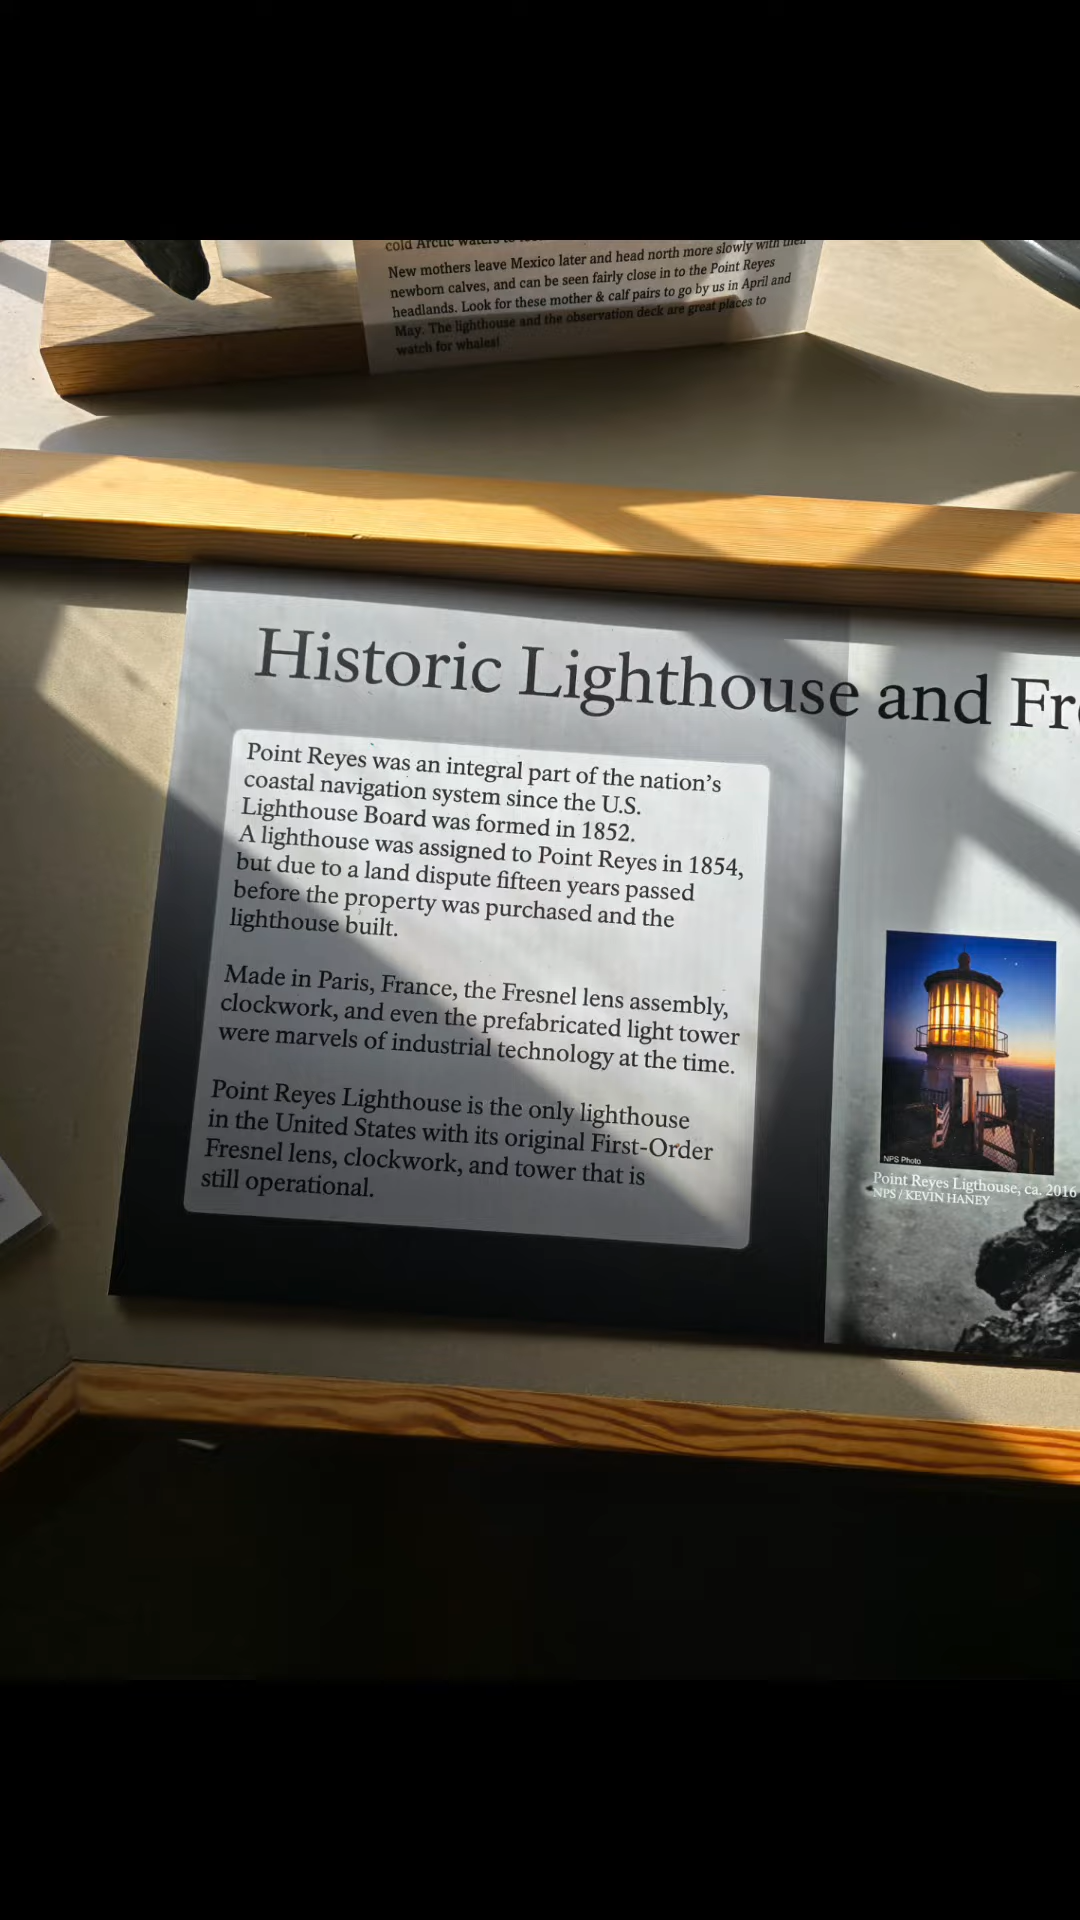 cold Arctic waters to
New mothers leave Mexico later and head north more slowly with their
newborn calves, and can be seen fairly close in to the Point Reyes
headlands. Look for these mother & calf pairs to go by us in April and
May. The lighthouse and the observation deck are great places to
watch for whales!
Historic Lighthouse and Fr
Point Reyes was an integral part of the nation's
coastal navigation system since the U.S.
Lighthouse Board was formed in 1852.
A lighthouse was assigned to Point Reyes in 1854,
but due to a land dispute fifteen years passed
before the property was purchased and the
lighthouse built.
Made in Paris, France, the Fresnel lens assembly,
clockwork, and even the prefabricated light tower
were marvels of industrial technology at the time.
Point Reyes Lighthouse is the only lighthouse
in the United States with its original First-Order
Fresnel lens, clockwork, and tower that is
still operational.
NPS Photo
Point Reyes Ligthouse, ca. 2016
NPS / KEVIN HANEY